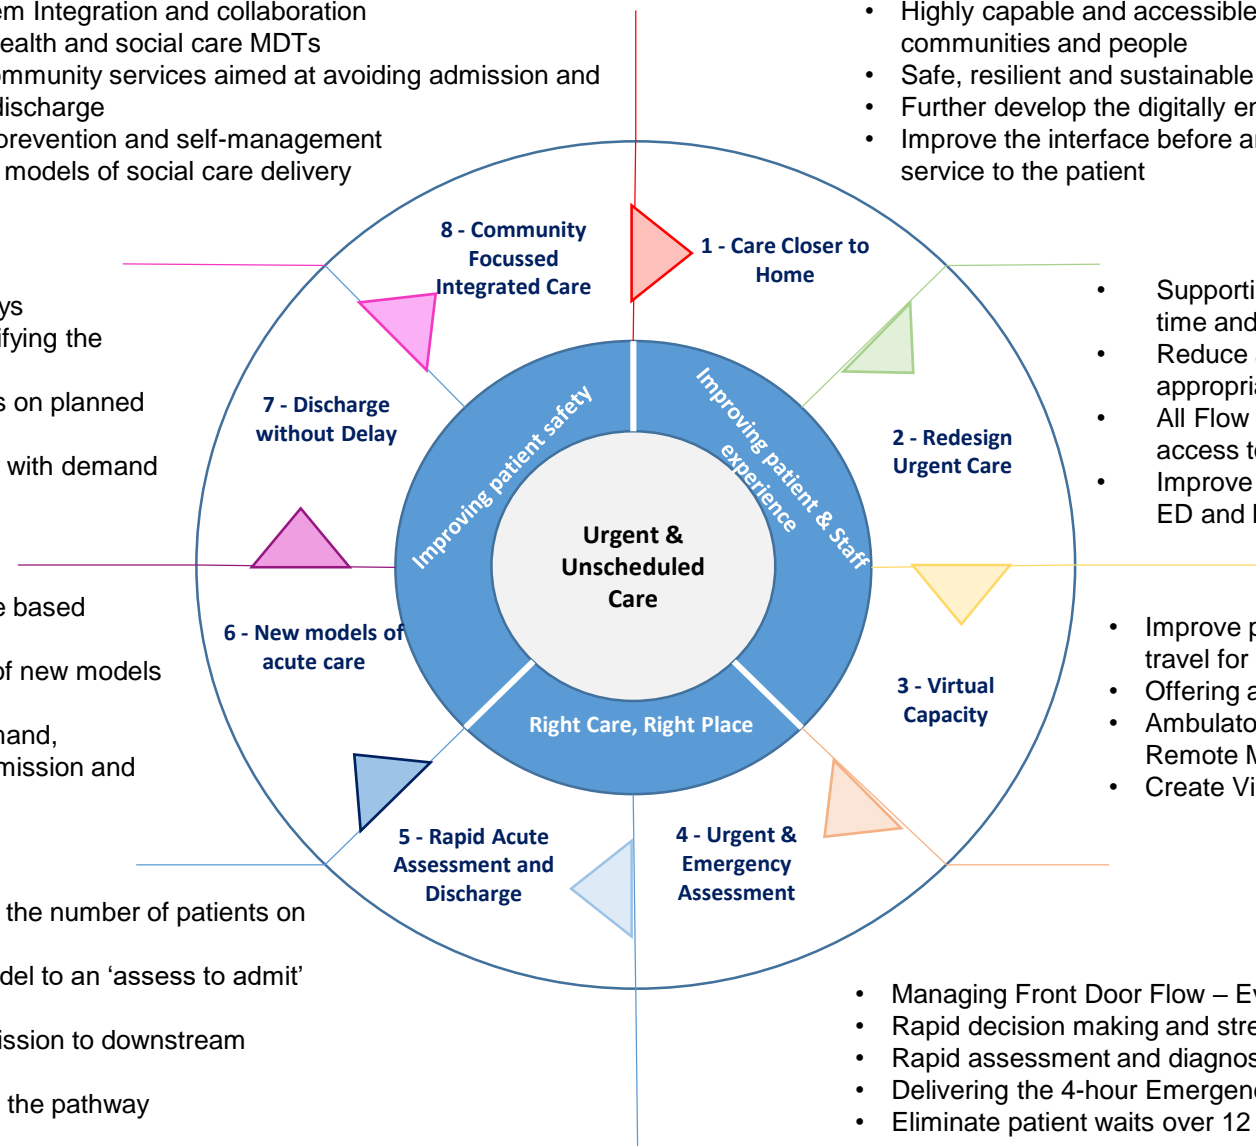 em Integration and collaboration
ealth and social care MDTs
ommunity services aimed at avoiding admission and
discharge
prevention and self-management
models of social care delivery
• Highly capable and accessible
communities and people
• Safe, resilient and sustainable
• Further develop the digitally en
• Improve the interface before an
service to the patient
8 - Community
Focussed
Integrated Care
1 - Care Closer to
Home
ys
ifying the
s on planned
with demand
7 - Discharge
without Delay
2 - Redesign
Urgent Care
• Supporti
time and
• Reduce
appropria
• All Flow
access to
• Improve
ED and
Improving patient safety
Improving patient & Staff
experience
Urgent &
Unscheduled
Care
e based
of new models
mand,
mission and
6 - New models of
acute care
3 - Virtual
Capacity
• Improve p
travel for
• Offering a
• Ambulato
Remote M
• Create Vi
Right Care, Right Place
5 - Rapid Acute
Assessment and
Discharge
4 - Urgent &
Emergency
Assessment
the number of patients on
del to an ‘assess to admit’
ission to downstream
the pathway
• Managing Front Door Flow – Ev
• Rapid decision making and stre
• Rapid assessment and diagnos
• Delivering the 4-hour Emergenc
• Eliminate patient waits over 12